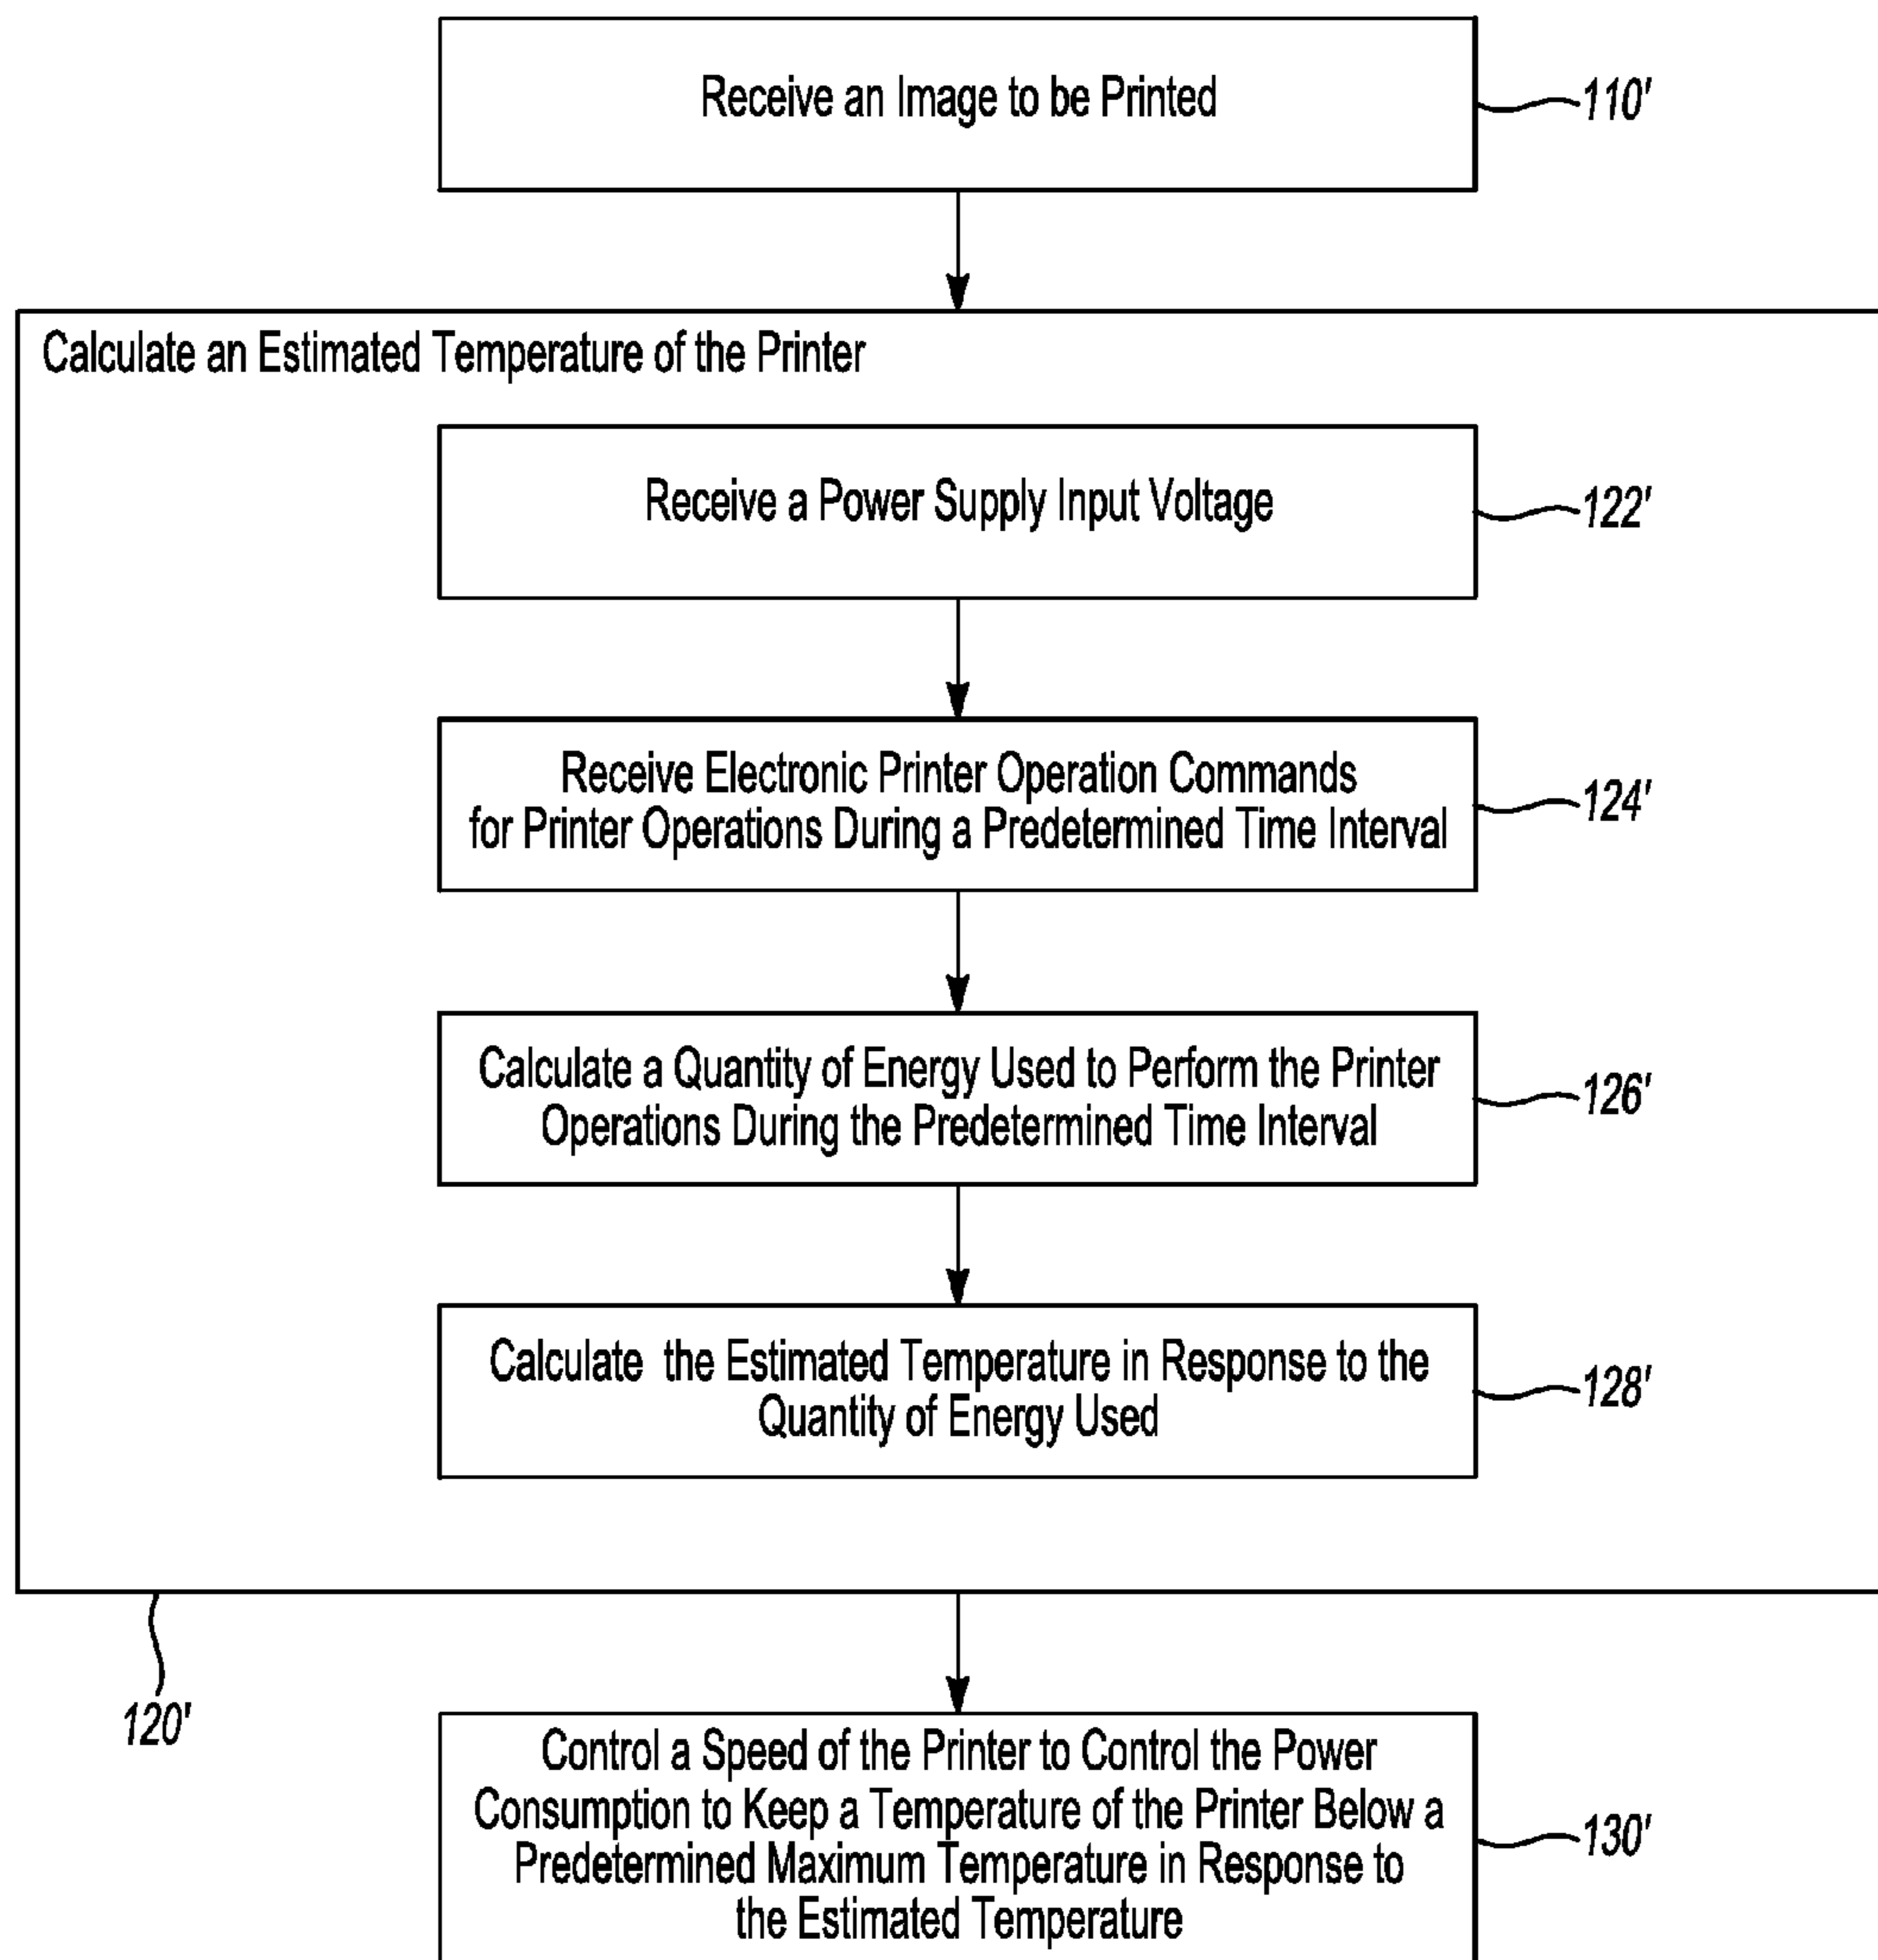 Receive an Image to be Printed
110'
Calculate an Estimated Temperature of the Printer
Receive a Power Supply Input Voltage
122'
Receive Electronic Printer Operation Commands
for Printer Operations During a Predetermined Time Interval
124'
Calculate a Quantity of Energy Used to Perform the Printer
Operations During the Predetermined Time Interval
126'
Calculate the Estimated Temperature in Response to the
Quantity of Energy Used
128'
120'
Control a Speed of the Printer to Control the Power
Consumption to Keep a Temperature of the Printer Below a
Predetermined Maximum Temperature in Response to
the Estimated Temperature
130'